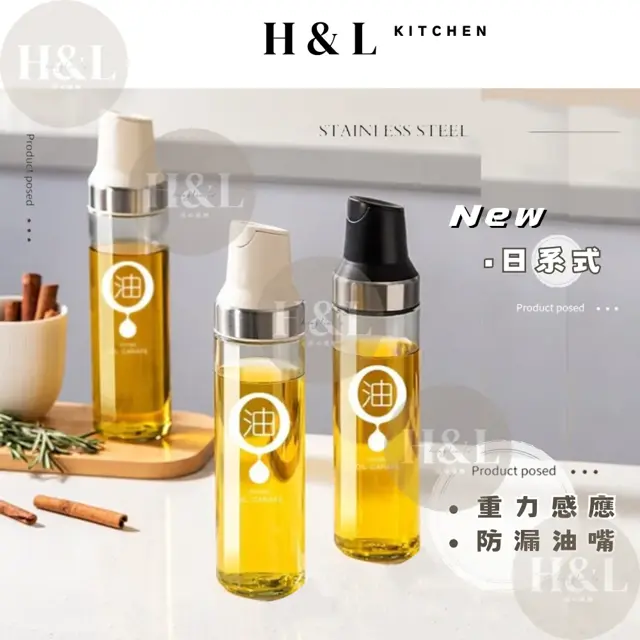 H & L KITCHEN
H&L
STAINLESS STEEL
Product posed
H&L
New
油
·日系式
H&L
Product posed
油
油
H&L
Product posed
·重力感應
·防漏油嘴
H&L